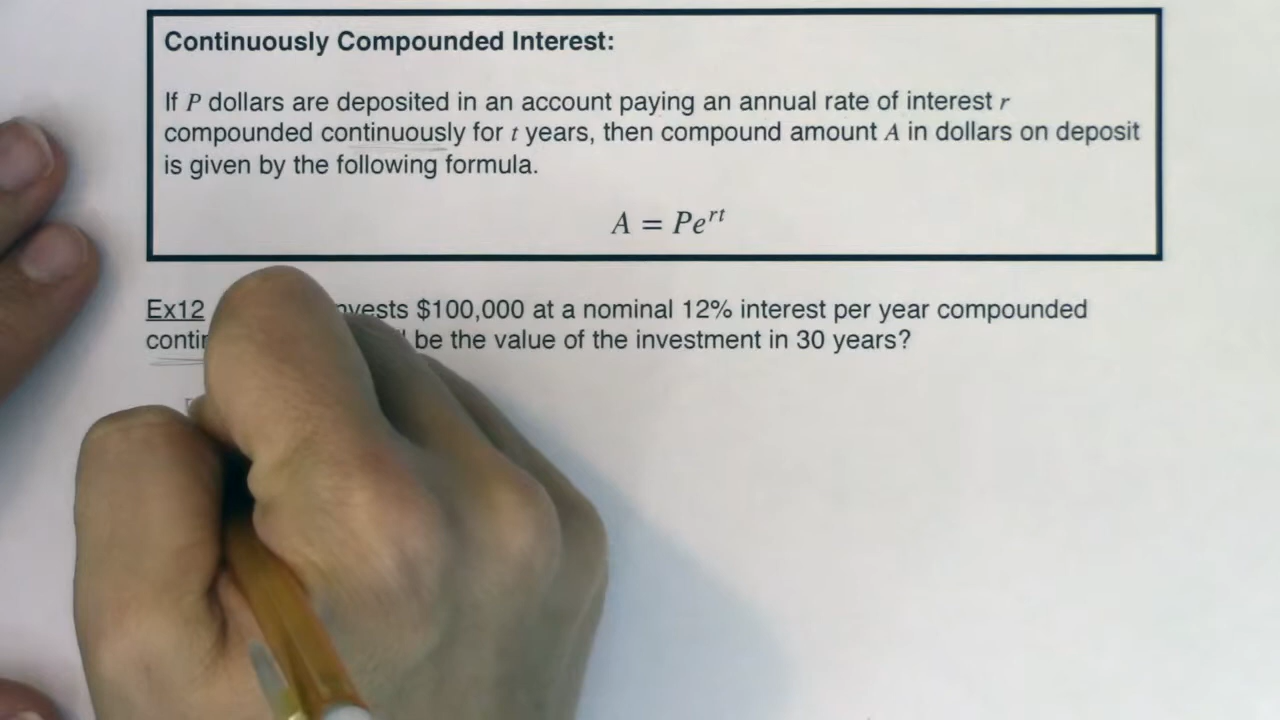 Continuously Compounded Interest:
If P dollars are deposited in an account paying an annual rate of interest r
compounded continuously for t years, then compound amount A in dollars on deposit
is given by the following formula.
A = Pe^{rt}
Ex12 $100,000 at a nominal 12% interest per year compounded
be the value of the investment in 30 years?